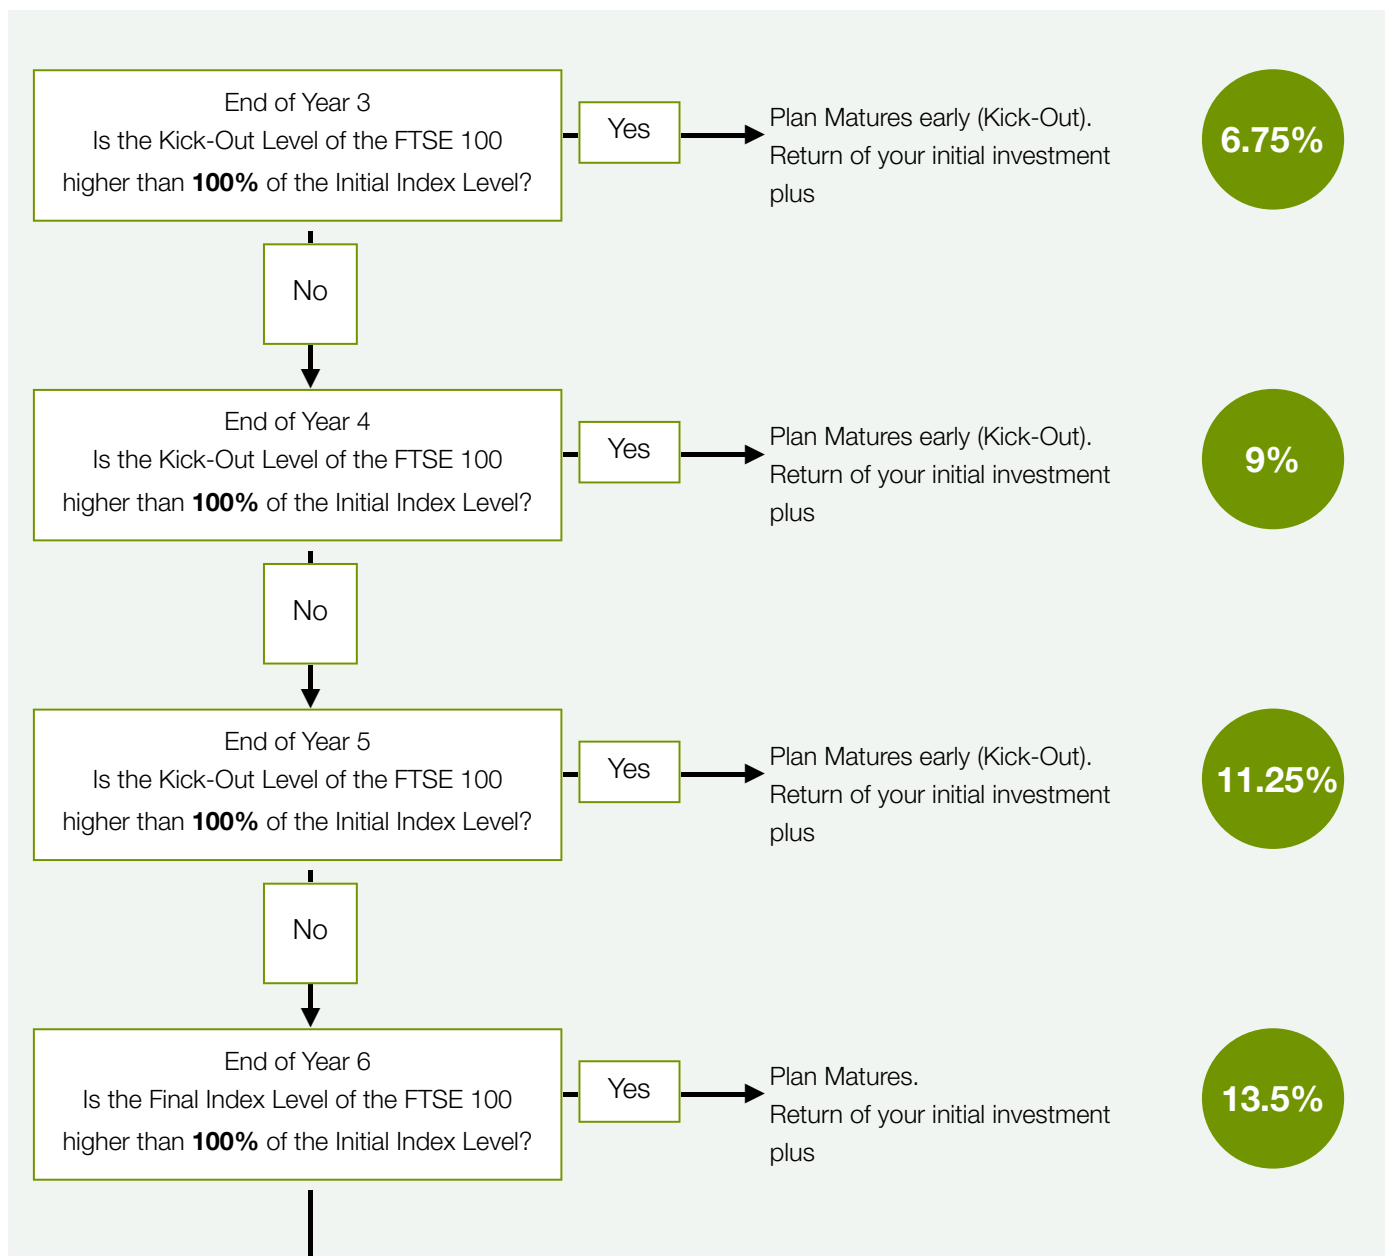 End of Year 3
Is the Kick-Out Level of the FTSE 100
higher than 100% of the Initial Index Level?
Yes
Plan Matures early (Kick-Out).
Return of your initial investment
plus
6.75%
No
End of Year 4
Is the Kick-Out Level of the FTSE 100
higher than 100% of the Initial Index Level?
Yes
Plan Matures early (Kick-Out).
Return of your initial investment
plus
9%
No
End of Year 5
Is the Kick-Out Level of the FTSE 100
higher than 100% of the Initial Index Level?
Yes
Plan Matures early (Kick-Out).
Return of your initial investment
plus
11.25%
No
End of Year 6
Is the Final Index Level of the FTSE 100
higher than 100% of the Initial Index Level?
Yes
Plan Matures.
Return of your initial investment
plus
13.5%